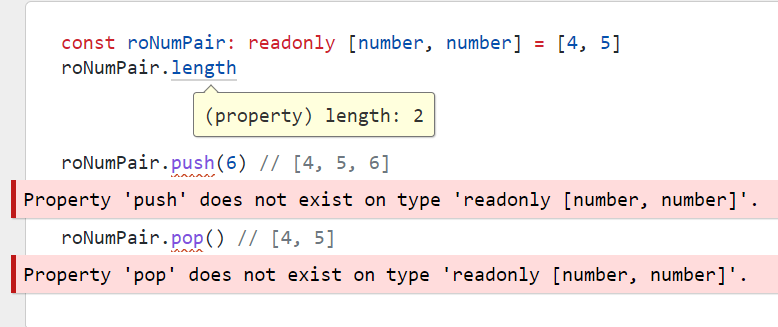 const roNumPair: readonly [number, number] = [4, 5]
roNumPair.length
(property) length: 2
roNumPair.push(6) // [4, 5, 6]
Property 'push' does not exist on type 'readonly [number, number]'.
roNumPair.pop() // [4, 5]
Property 'pop' does not exist on type 'readonly [number, number]'.